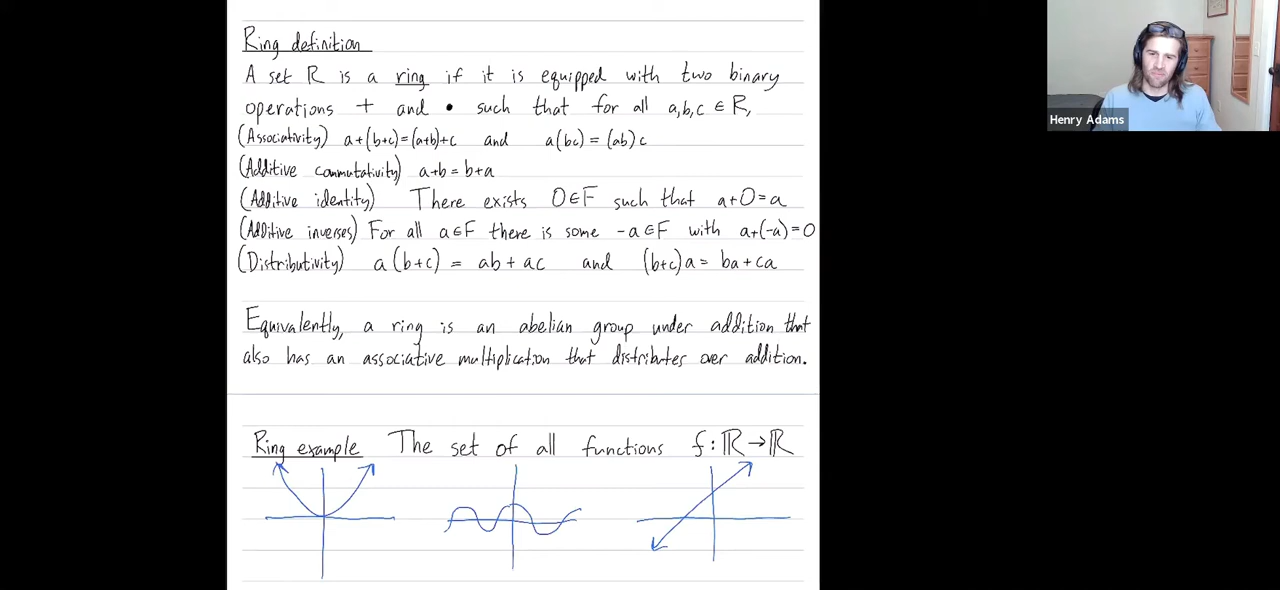 Ring definition
A set R is a ring if it is equipped with two binary
operations + and • such that for all a,b,c ∈ R,
(Associativity) a+(b+c)=(a+b)+c and a(bc)=(ab)c
(Additive commutativity) a+b=b+a
(Additive identity) There exists 0∈F such that a+0=a
(Additive inverses) For all a∈F there is some -a∈F with a+(-a)=0
(Distributivity) a(b+c) = ab+ac and (b+c)a= ba+ca
Equivalently, a ring is an abelian group under addition that
also has an associative multiplication that distributes over addition.
Ring example The set of all functions f:ℝ→ℝ
Henry Adams